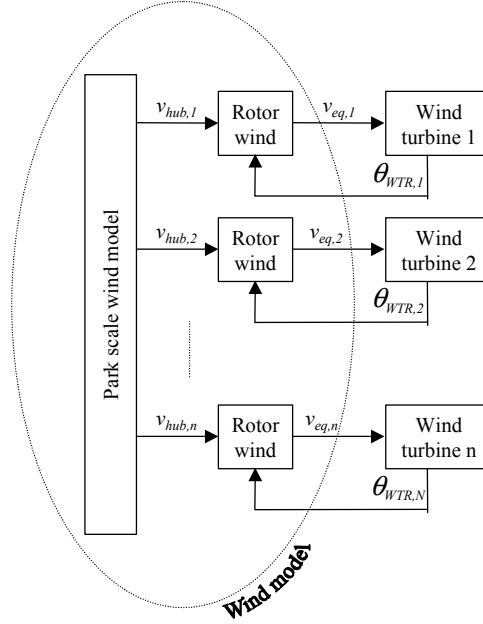 Park scale wind model
v_hub,1
Rotor
wind
v_eq,1
Wind
turbine 1
θ_WTR,1
v_hub,2
Rotor
wind
v_eq,2
Wind
turbine 2
θ_WTR,2
v_hub,n
Rotor
wind
v_eq,n
Wind
turbine n
θ_WTR,N
Wind model